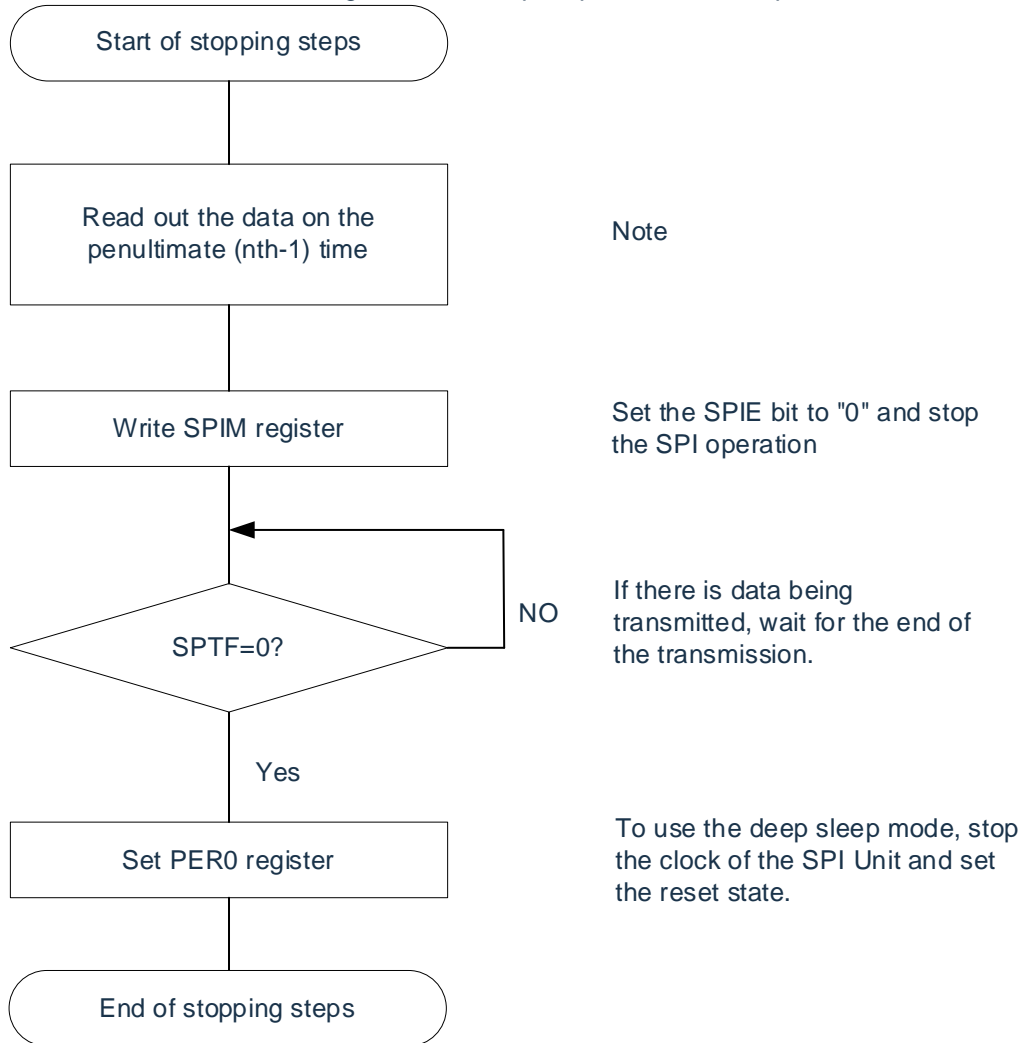 Start of stopping steps
Read out the data on the
penultimate (nth-1) time
Note
Write SPIM register
Set the SPIE bit to "0" and stop
the SPI operation
SPTF=0?
NO
If there is data being
transmitted, wait for the end of
the transmission.
Yes
Set PER0 register
To use the deep sleep mode, stop
the clock of the SPI Unit and set
the reset state.
End of stopping steps